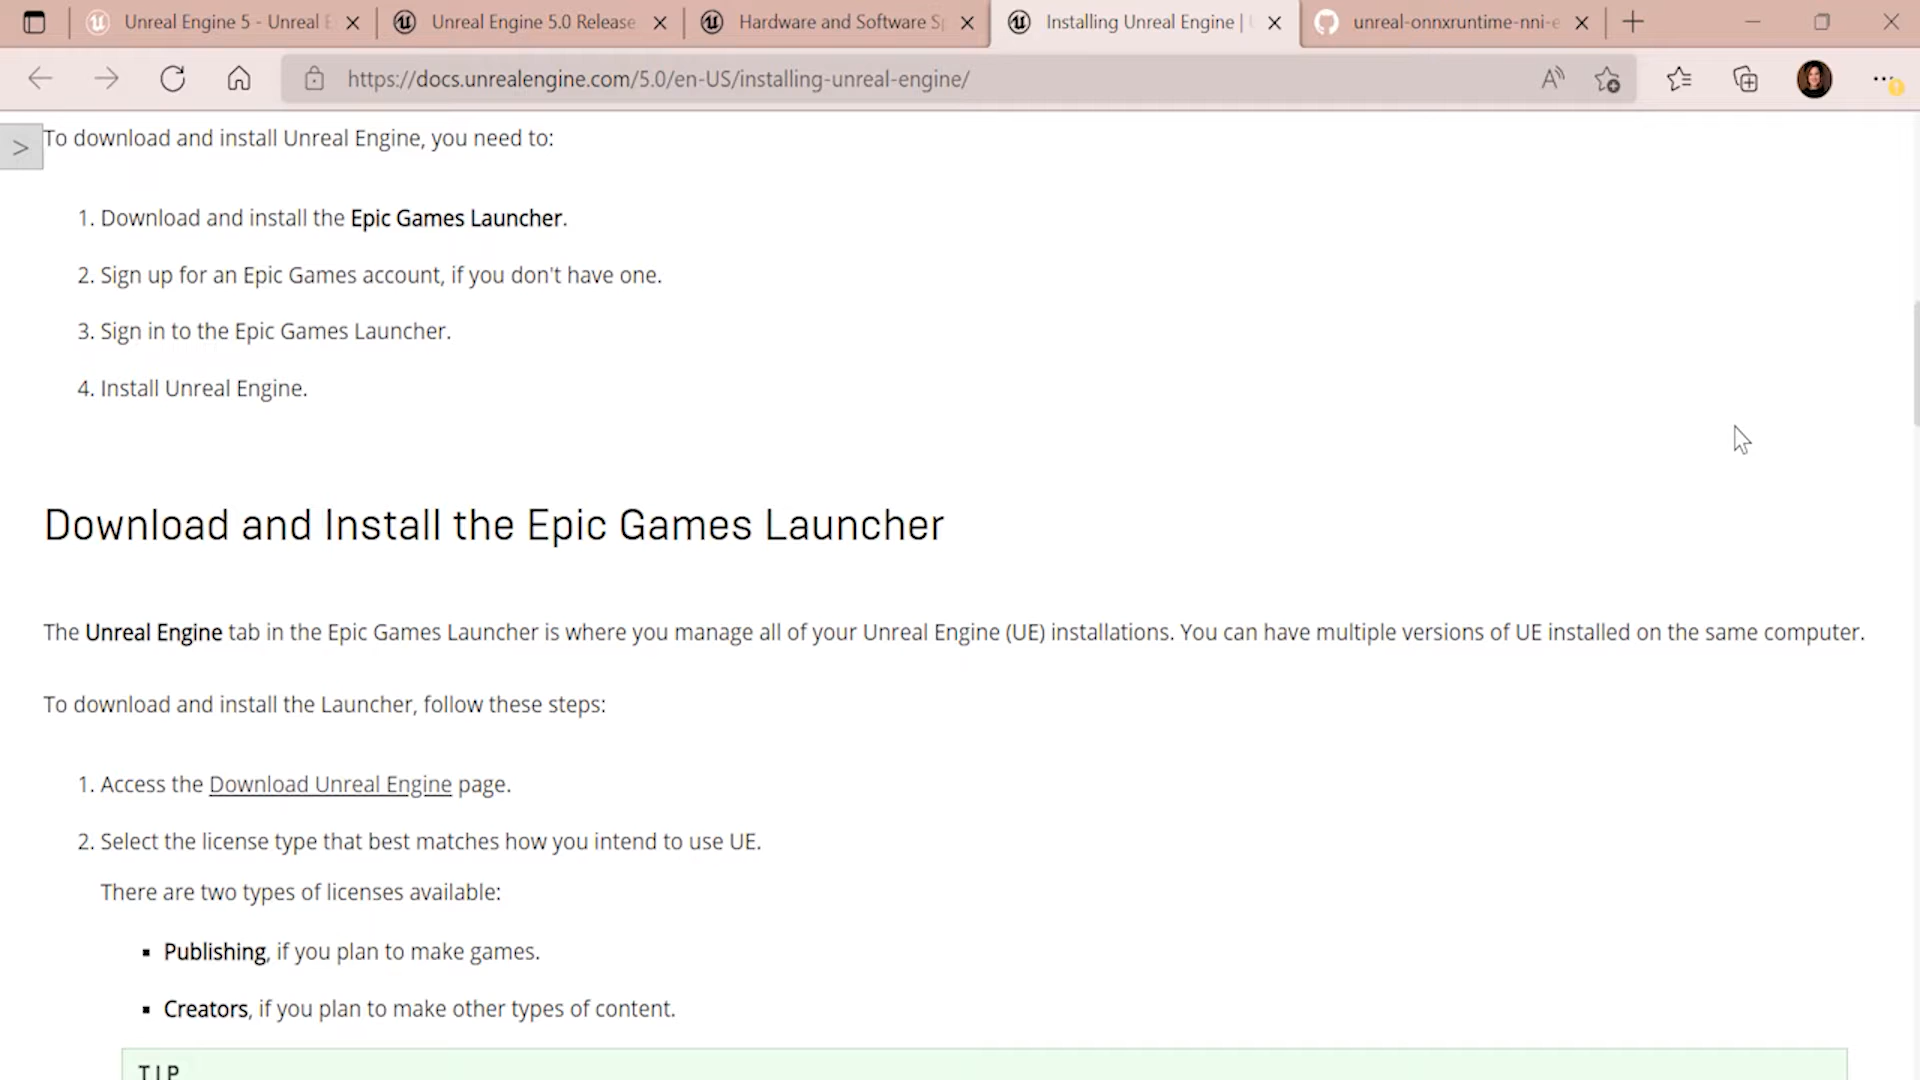 Unreal Engine 5 - Unreal E
Unreal Engine 5.0 Release
Hardware and Software Sp
Installing Unreal Engine | U
unreal-onnxruntime-nni-e
https://docs.unrealengine.com/5.0/en-US/installing-unreal-engine/
To download and install Unreal Engine, you need to:
1. Download and install the Epic Games Launcher.
2. Sign up for an Epic Games account, if you don't have one.
3. Sign in to the Epic Games Launcher.
4. Install Unreal Engine.
Download and Install the Epic Games Launcher
The Unreal Engine tab in the Epic Games Launcher is where you manage all of your Unreal Engine (UE) installations. You can have multiple versions of UE installed on the same computer.
To download and install the Launcher, follow these steps:
1. Access the Download Unreal Engine page.
2. Select the license type that best matches how you intend to use UE.
There are two types of licenses available:
▪ Publishing, if you plan to make games.
▪ Creators, if you plan to make other types of content.
TIP